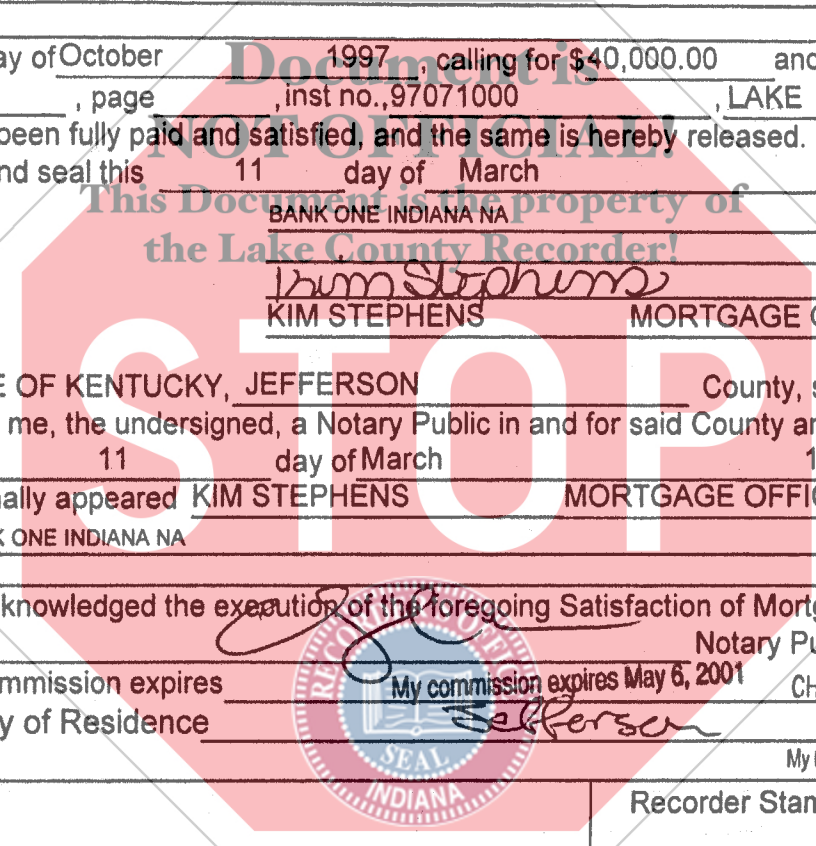 ay of October 1997, calling for $40,000.00 and
, page , inst no., 97071000 , LAKE
been fully paid and satisfied, and the same is hereby released.
nd seal this 11 day of March
BANK ONE INDIANA NA
Kim Stephens
KIM STEPHENS MORTGAGE O
E OF KENTUCKY, JEFFERSON County, s
me, the undersigned, a Notary Public in and for said County an
11 day of March 1
nally appeared KIM STEPHENS MORTGAGE OFFIC
K ONE INDIANA NA
knowledged the execution of the foregoing Satisfaction of Mortg
Notary Pu
mmission expires My commission expires May 6, 2001 CH
y of Residence Jefferson
My
Recorder Stam
Document is
NOT OFFICIAL!
This Document is the property of
the Lake County Recorder!
STOP
RECORDER'S OFFICE
SEAL
INDIANA